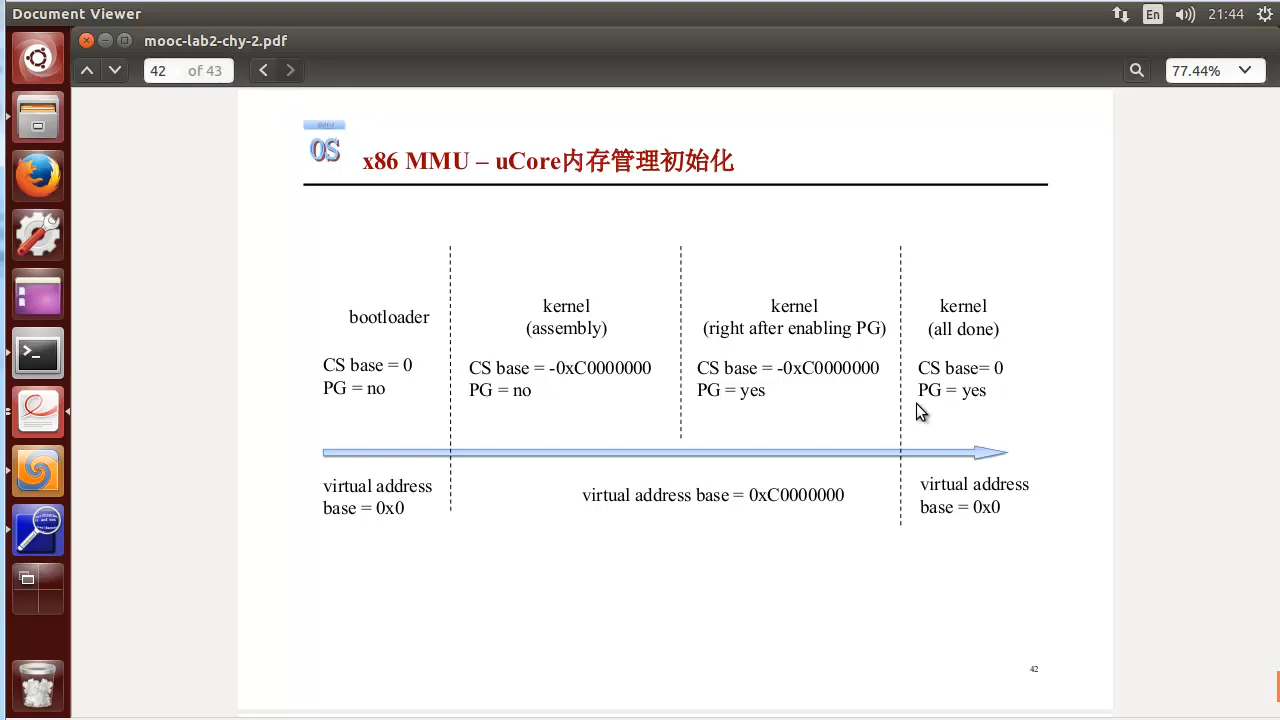 Document Viewer
En
21:44
mooc-lab2-chy-2.pdf
42 of 43
77.44%
OS
x86 MMU – uCore内存管理初始化
bootloader
CS base = 0
PG = no
kernel
(assembly)
CS base = -0xC0000000
PG = no
kernel
(right after enabling PG)
CS base = -0xC0000000
PG = yes
kernel
(all done)
CS base= 0
PG = yes
virtual address
base = 0x0
virtual address base = 0xC0000000
virtual address
base = 0x0
42